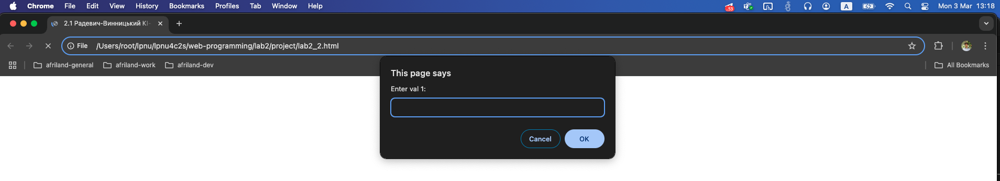 Chrome File Edit View History Bookmarks Profiles Tab Window Help 53 A Mon 3 Mar 13:18
2.1 Радевич-Винницький КІ-
File /Users/root/lpnu/lpnu4c2s/web-programming/lab2/project/lab2_2.html
afriland-general afriland-work afriland-dev All Bookmarks
This page says
Enter val 1:
Cancel OK